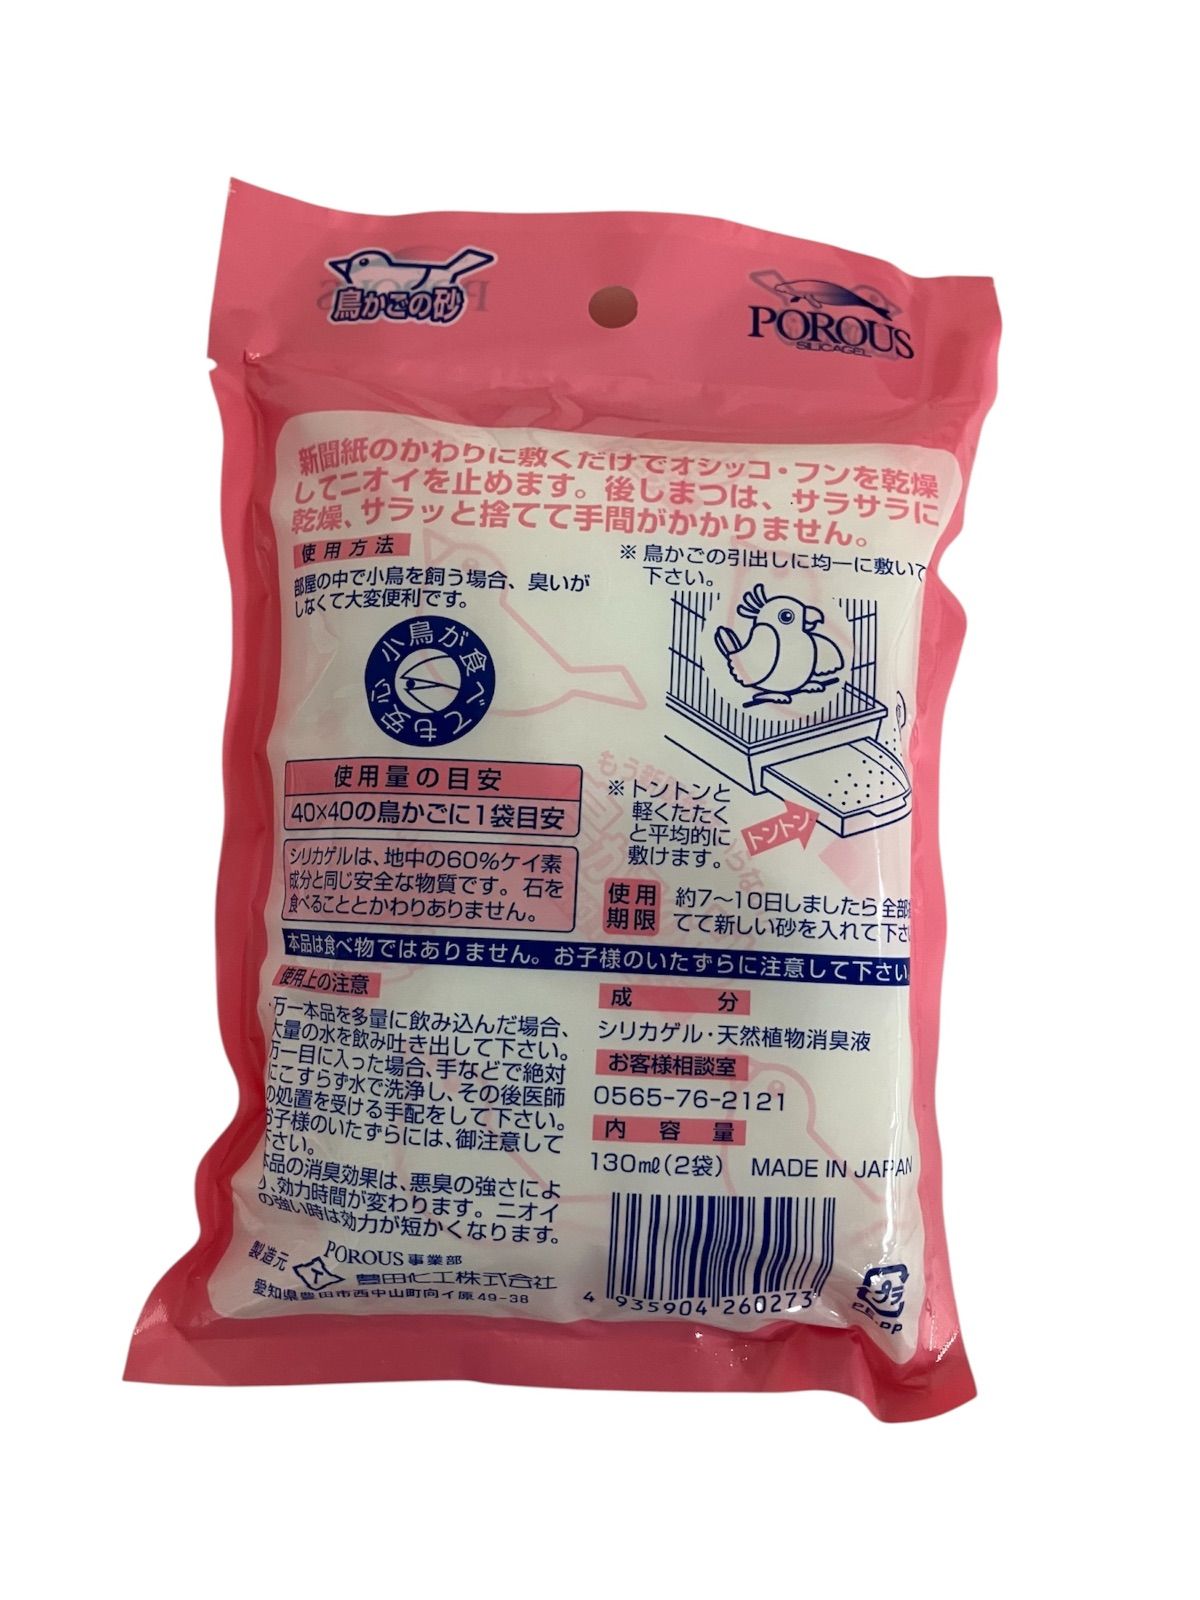 鳥かごの砂
POROUS
SILICAGEL
新聞紙のかわりに敷くだけでオシッコ・フンを乾燥
してニオイを止めます。後しまつは、サラサラに
乾燥、サラッと捨てて手間がかかりません。
使用方法
部屋の中で小鳥を飼う場合、臭いが
しなくて大変便利です。
小鳥が食べても安心
※鳥かごの引出しに均一に敷いて
下さい。
使用量の目安
40×40の鳥かごに1袋目安
シリカゲルは、地中の60%ケイ素
成分と同じ安全な物質です。石を
食べることとかわりありません。
※トントンと
軽くたたく
と平均的に
敷けます。
トントン
使用
期限
約7〜10日しましたら全部
てて新しい砂を入れて下さ
本品は食べ物ではありません。お子様のいたずらに注意して下さい。
使用上の注意
万一本品を多量に飲み込んだ場合、
大量の水を飲み吐き出して下さい。
万一目に入った場合、手などで絶対
にこすらず水で洗浄し、その後医師
の処置を受ける手配をして下さい。
お子様のいたずらには、御注意して
下さい。
本品の消臭効果は、悪臭の強さによ
り、効力時間が変わります。ニオイ
の強い時は効力が短かくなります。
成分
シリカゲル・天然植物消臭液
お客様相談室
0565-76-2121
内容量
130mℓ(2袋) MADE IN JAPAN
製造元
POROUS事業部
豊田化工株式会社
愛知県豊田市西中山町向イ原49-38
4 935904 260273
プラ
PE.PP